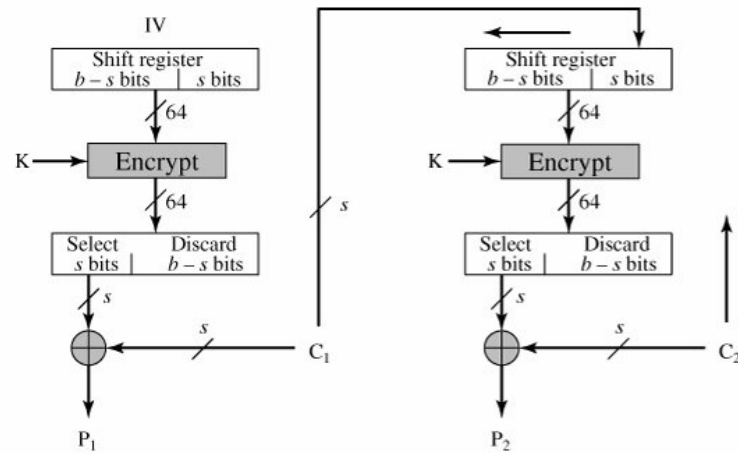 IV
Shift register
b – s bits | s bits
64
K
Encrypt
64
Select Discard
s bits | b – s bits
s
s
C1
P1
s
Shift register
b – s bits | s bits
64
K
Encrypt
64
Select Discard
s bits | b – s bits
s
s
C2
P2